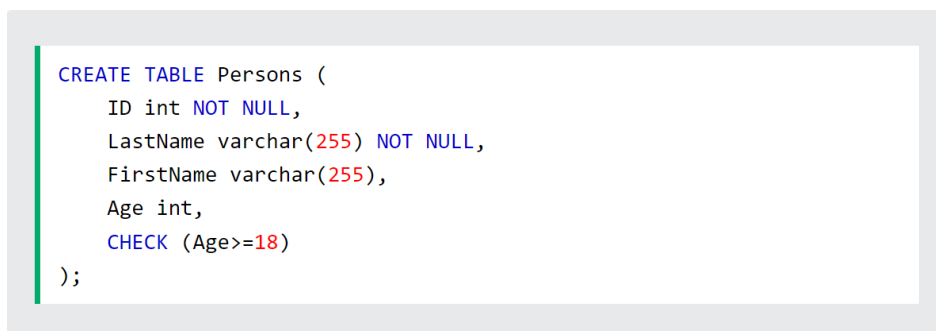 CREATE TABLE Persons (
    ID int NOT NULL,
    LastName varchar(255) NOT NULL,
    FirstName varchar(255),
    Age int,
    CHECK (Age>=18)
);